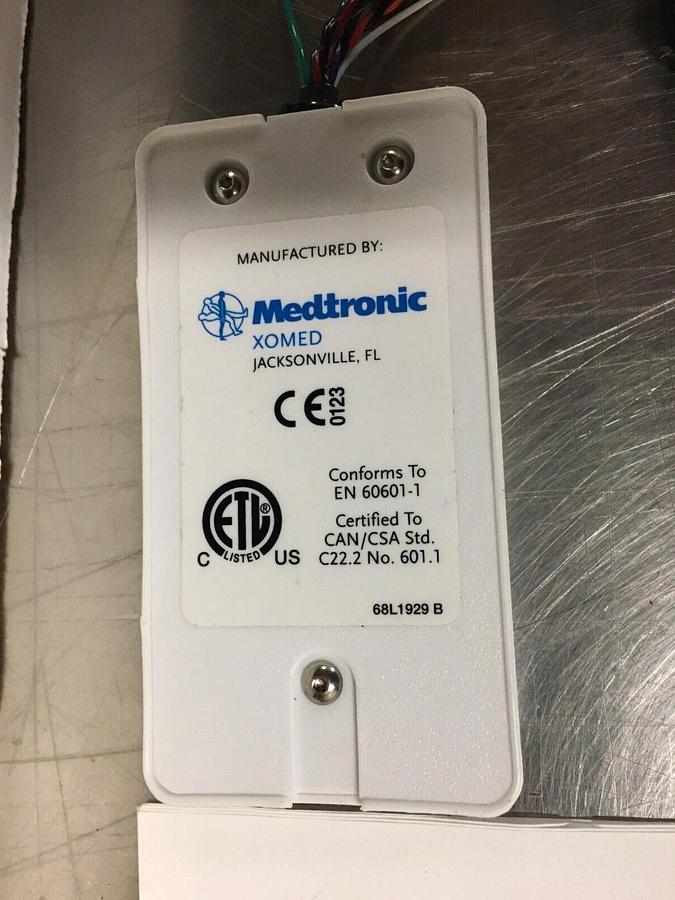 MANUFACTURED BY:
Medtronic
XOMED
JACKSONVILLE, FL
CE 0123
Conforms To
EN 60601-1
Certified To
CAN/CSA Std.
C22.2 No. 601.1
ETL®
LISTED
C US
68L1929 B